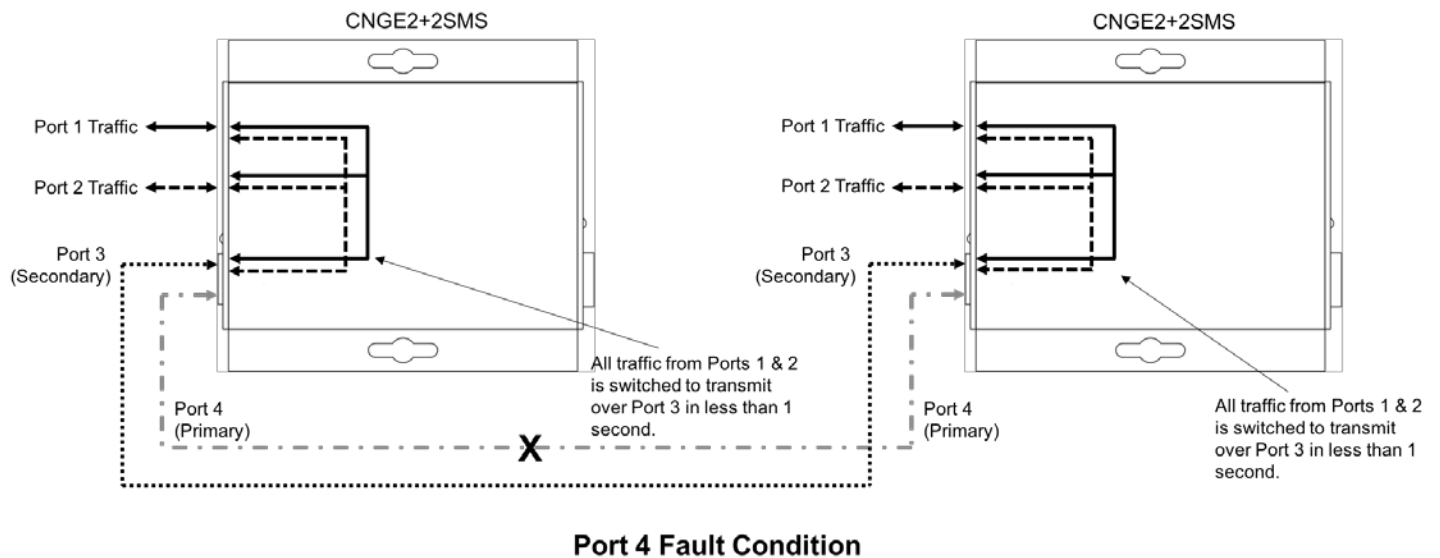 CNGE2+2SMS
Port 1 Traffic
Port 2 Traffic
Port 3
(Secondary)
Port 4
(Primary)
All traffic from Ports 1 & 2
is switched to transmit
over Port 3 in less than 1
second.
X
CNGE2+2SMS
Port 1 Traffic
Port 2 Traffic
Port 3
(Secondary)
Port 4
(Primary)
All traffic from Ports 1 & 2
is switched to transmit
over Port 3 in less than 1
second.
Port 4 Fault Condition